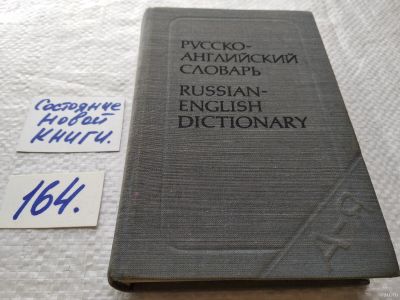 Состояние
новой
книги.
164.
РУССКО-
АНГЛИЙСКИЙ
СЛОВАРЬ
RUSSIAN-
ENGLISH
DICTIONARY
А-Я